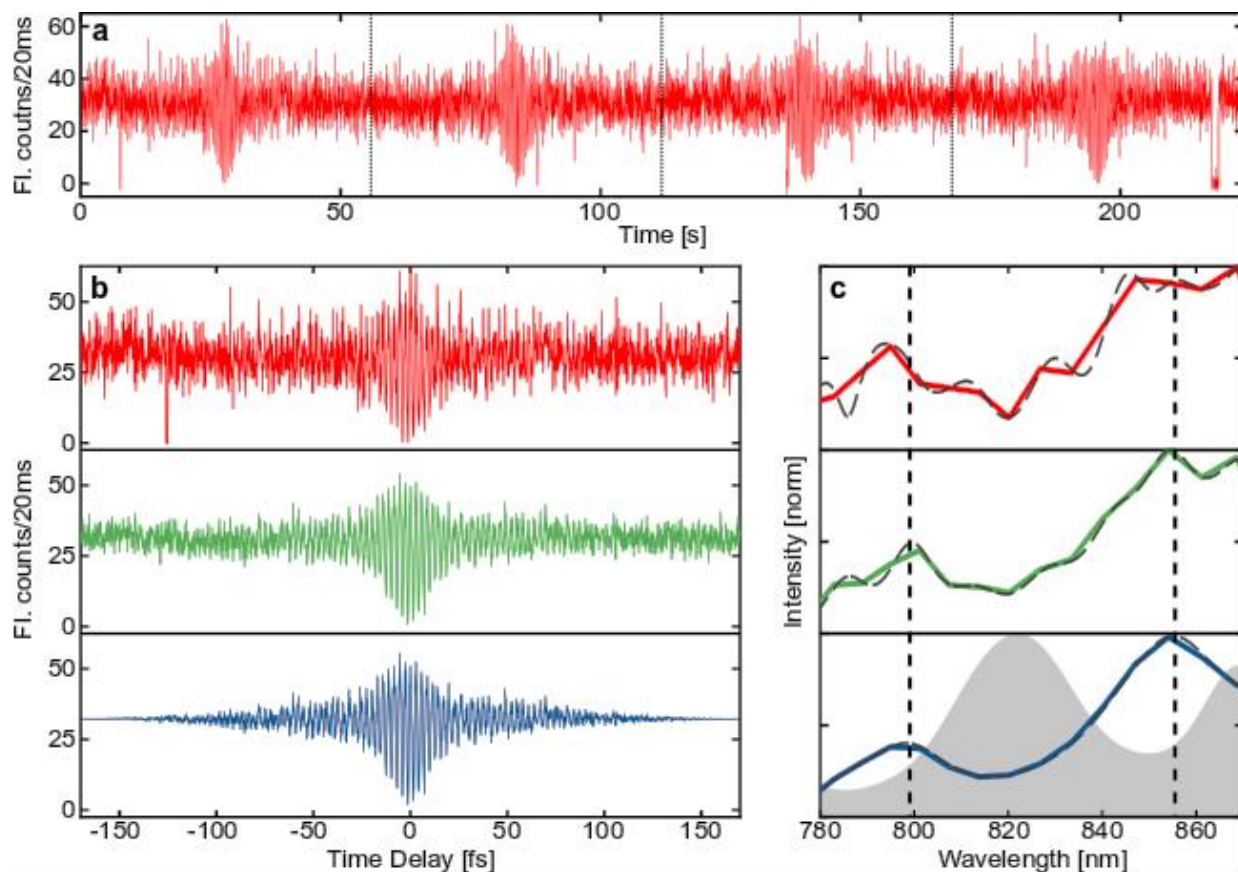 a
Fl. coutns/20ms
60
40
20
0
0 50 100 150 200
Time [s]
b
50
25
0
50
25
0
50
25
0
Fl. counts/20ms
-150 -100 -50 0 50 100 150
Time Delay [fs]
c
Intensity [norm]
780 800 820 840 860
Wavelength [nm]